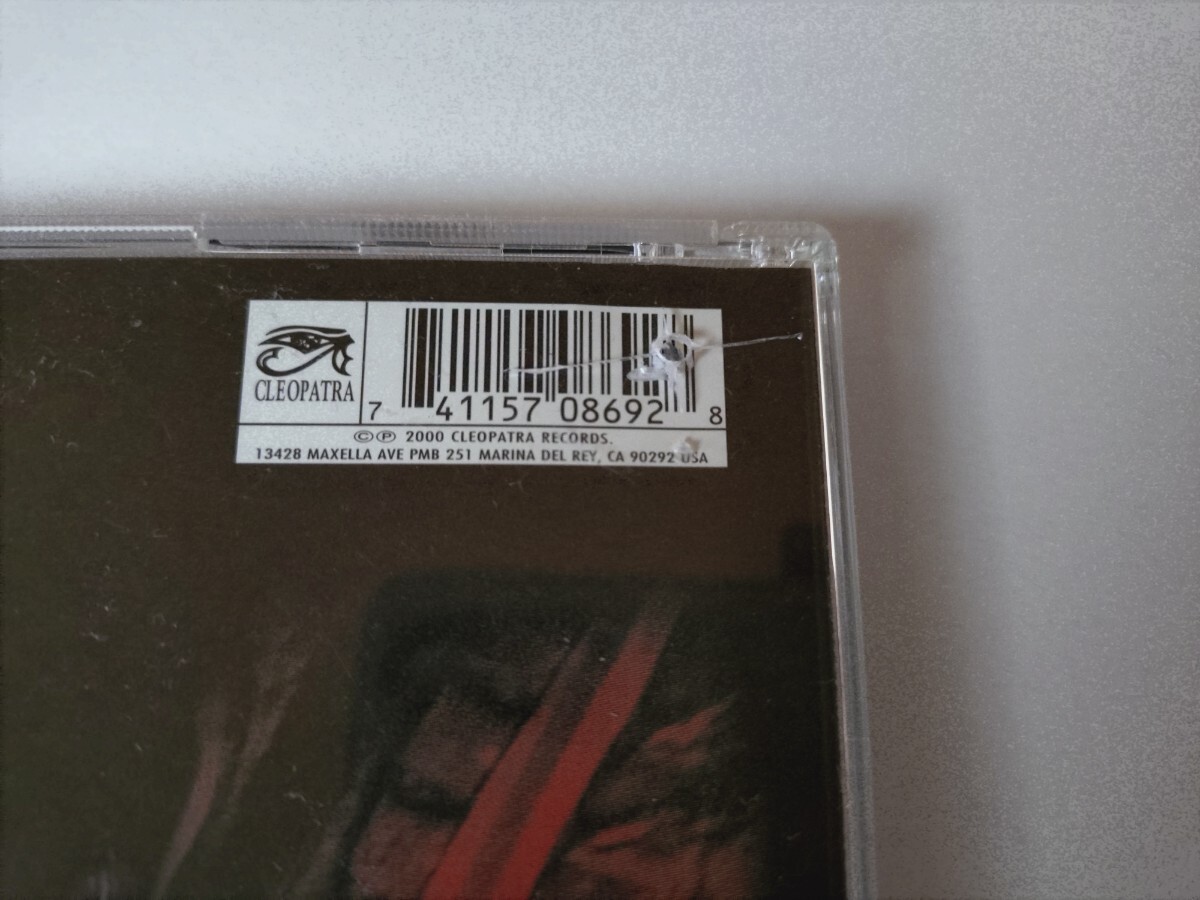 CLEOPATRA
7 41157 08692 8
©℗ 2000 CLEOPATRA RECORDS.
13428 MAXELLA AVE PMB 251 MARINA DEL REY, CA 90292 USA